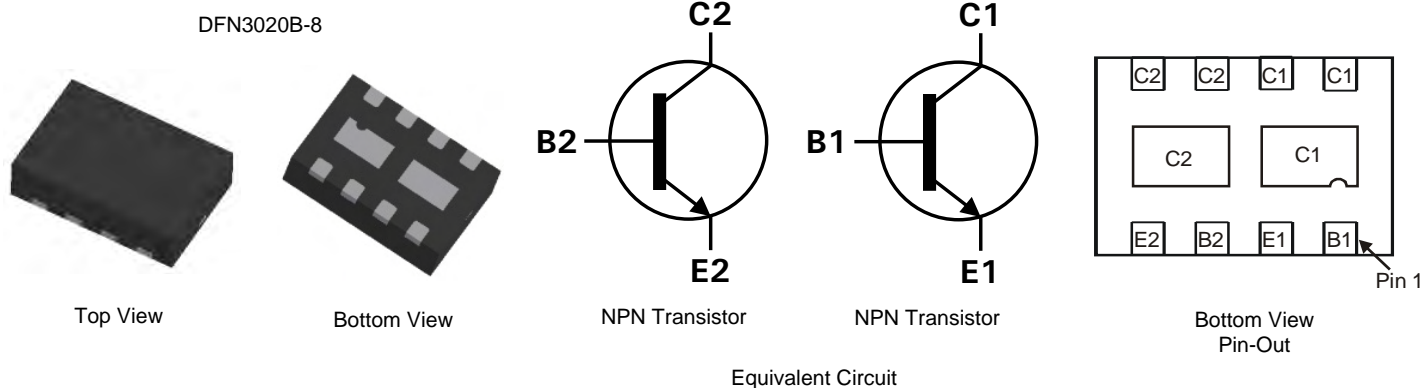 DFN3020B-8
C2
C1
B2
B1
E2
E1
C2 C2 C1 C1
C2 C1
E2 B2 E1 B1
Pin 1
Top View
Bottom View
NPN Transistor
NPN Transistor
Bottom View
Pin-Out
Equivalent Circuit